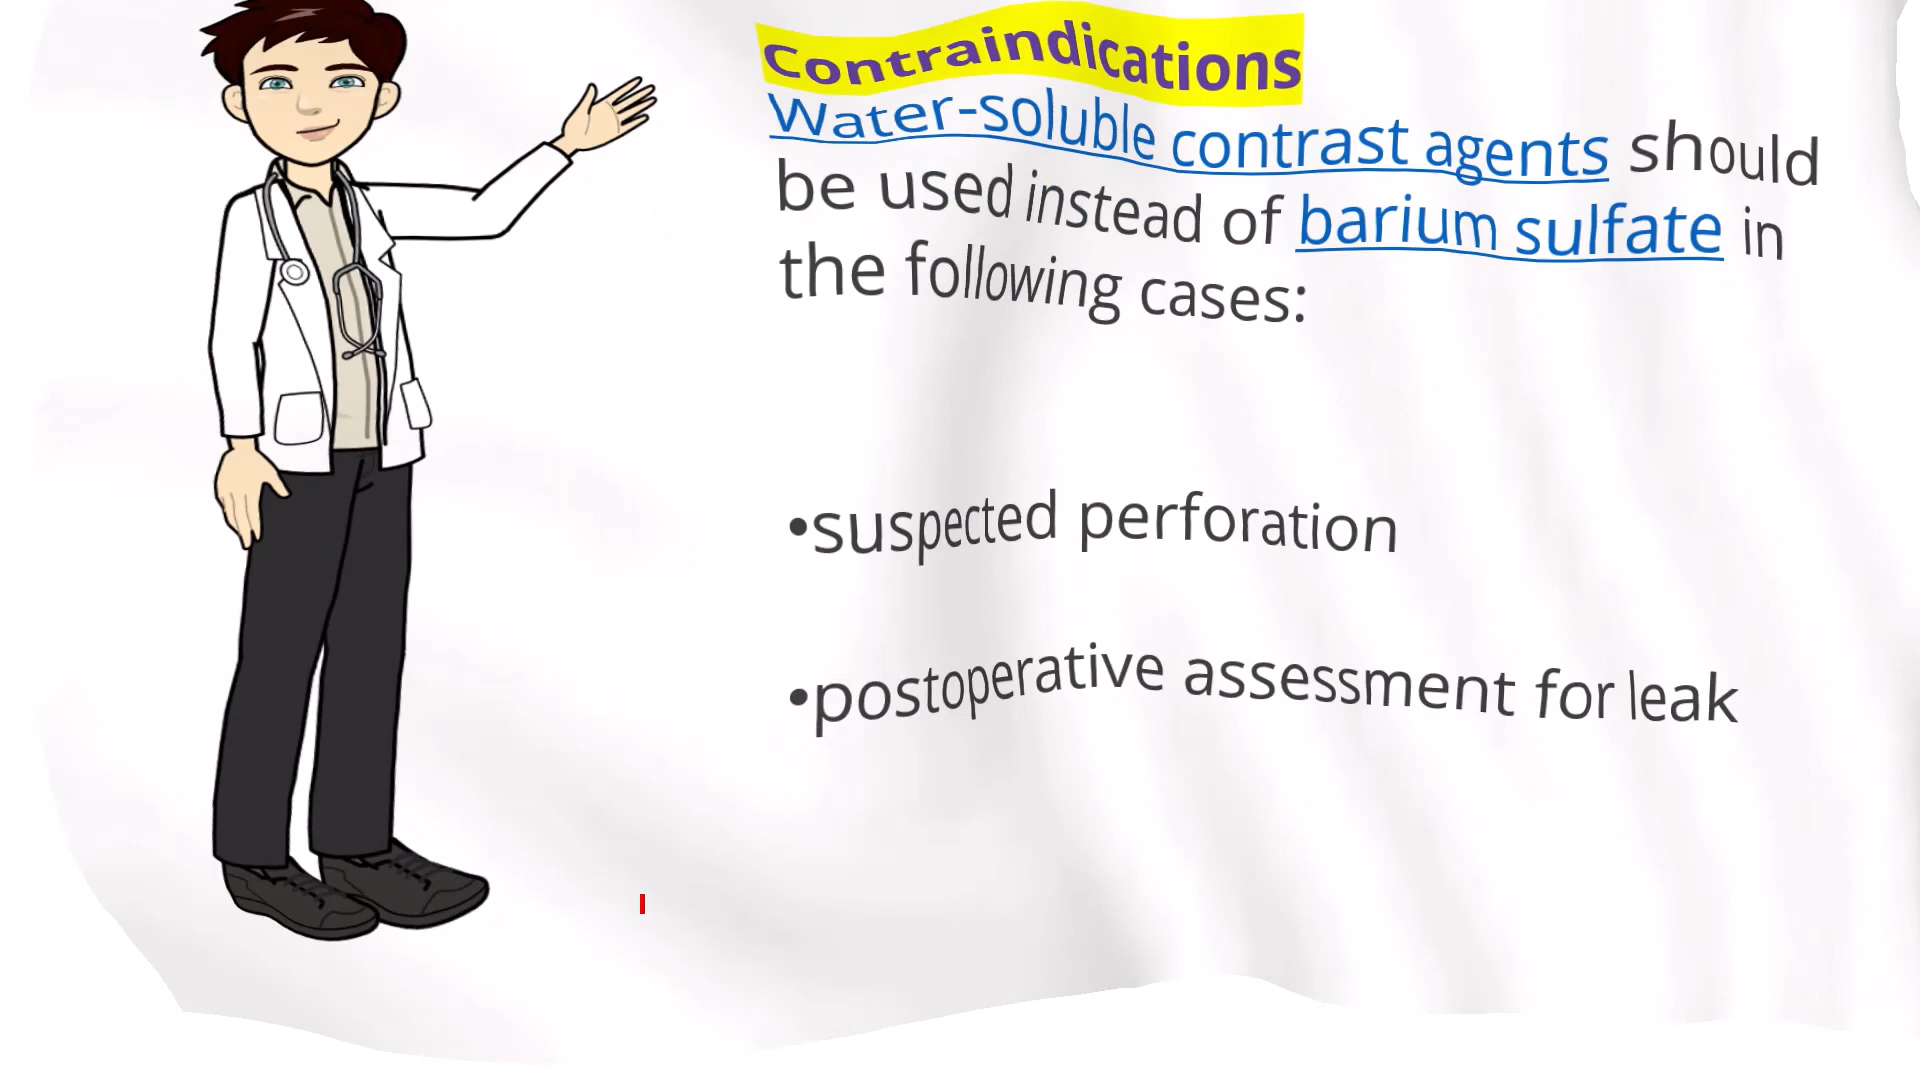 Contraindications
Water-soluble contrast agents should
be used instead of barium sulfate in
the following cases:
•suspected perforation
•postoperative assessment for leak